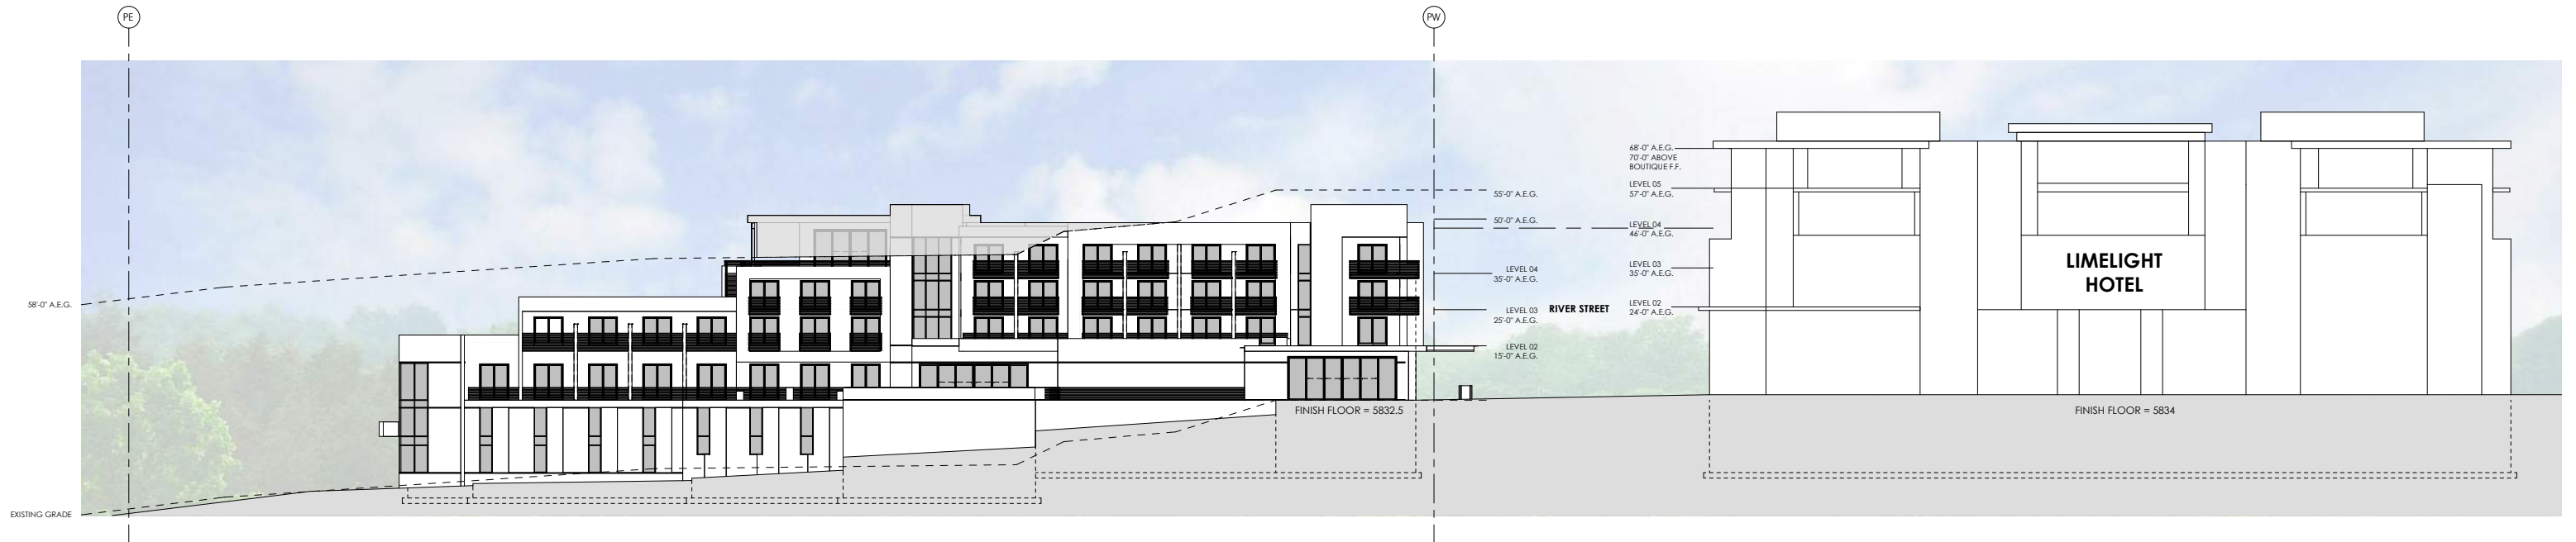 PE
PW
68'-0" A.E.G.
70'-0" ABOVE
BOUTIQUE F.F.
LEVEL 05
57'-0" A.E.G.
55'-0" A.E.G.
50'-0" A.E.G.
LEVEL 04
46'-0" A.E.G.
LEVEL 03
35'-0" A.E.G.
LEVEL 04
35'-0" A.E.G.
LIMELIGHT
HOTEL
58'-0" A.E.G.
LEVEL 02
24'-0" A.E.G.
LEVEL 03
25'-0" A.E.G.
RIVER STREET
LEVEL 02
15'-0" A.E.G.
FINISH FLOOR = 5832.5
FINISH FLOOR = 5834
EXISTING GRADE